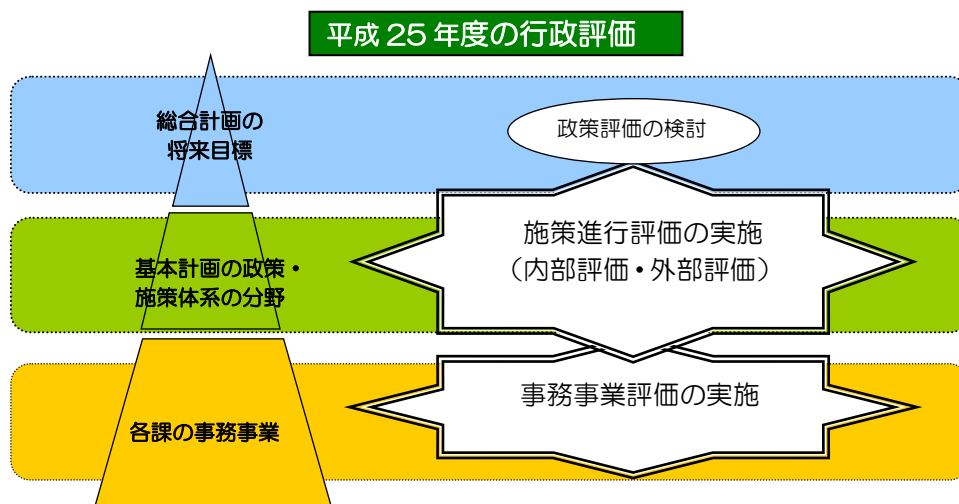 平成 25 年度の行政評価
総合計画の
将来目標
政策評価の検討
基本計画の政策・
施策体系の分野
施策進行評価の実施
（内部評価・外部評価）
各課の事務事業
事務事業評価の実施